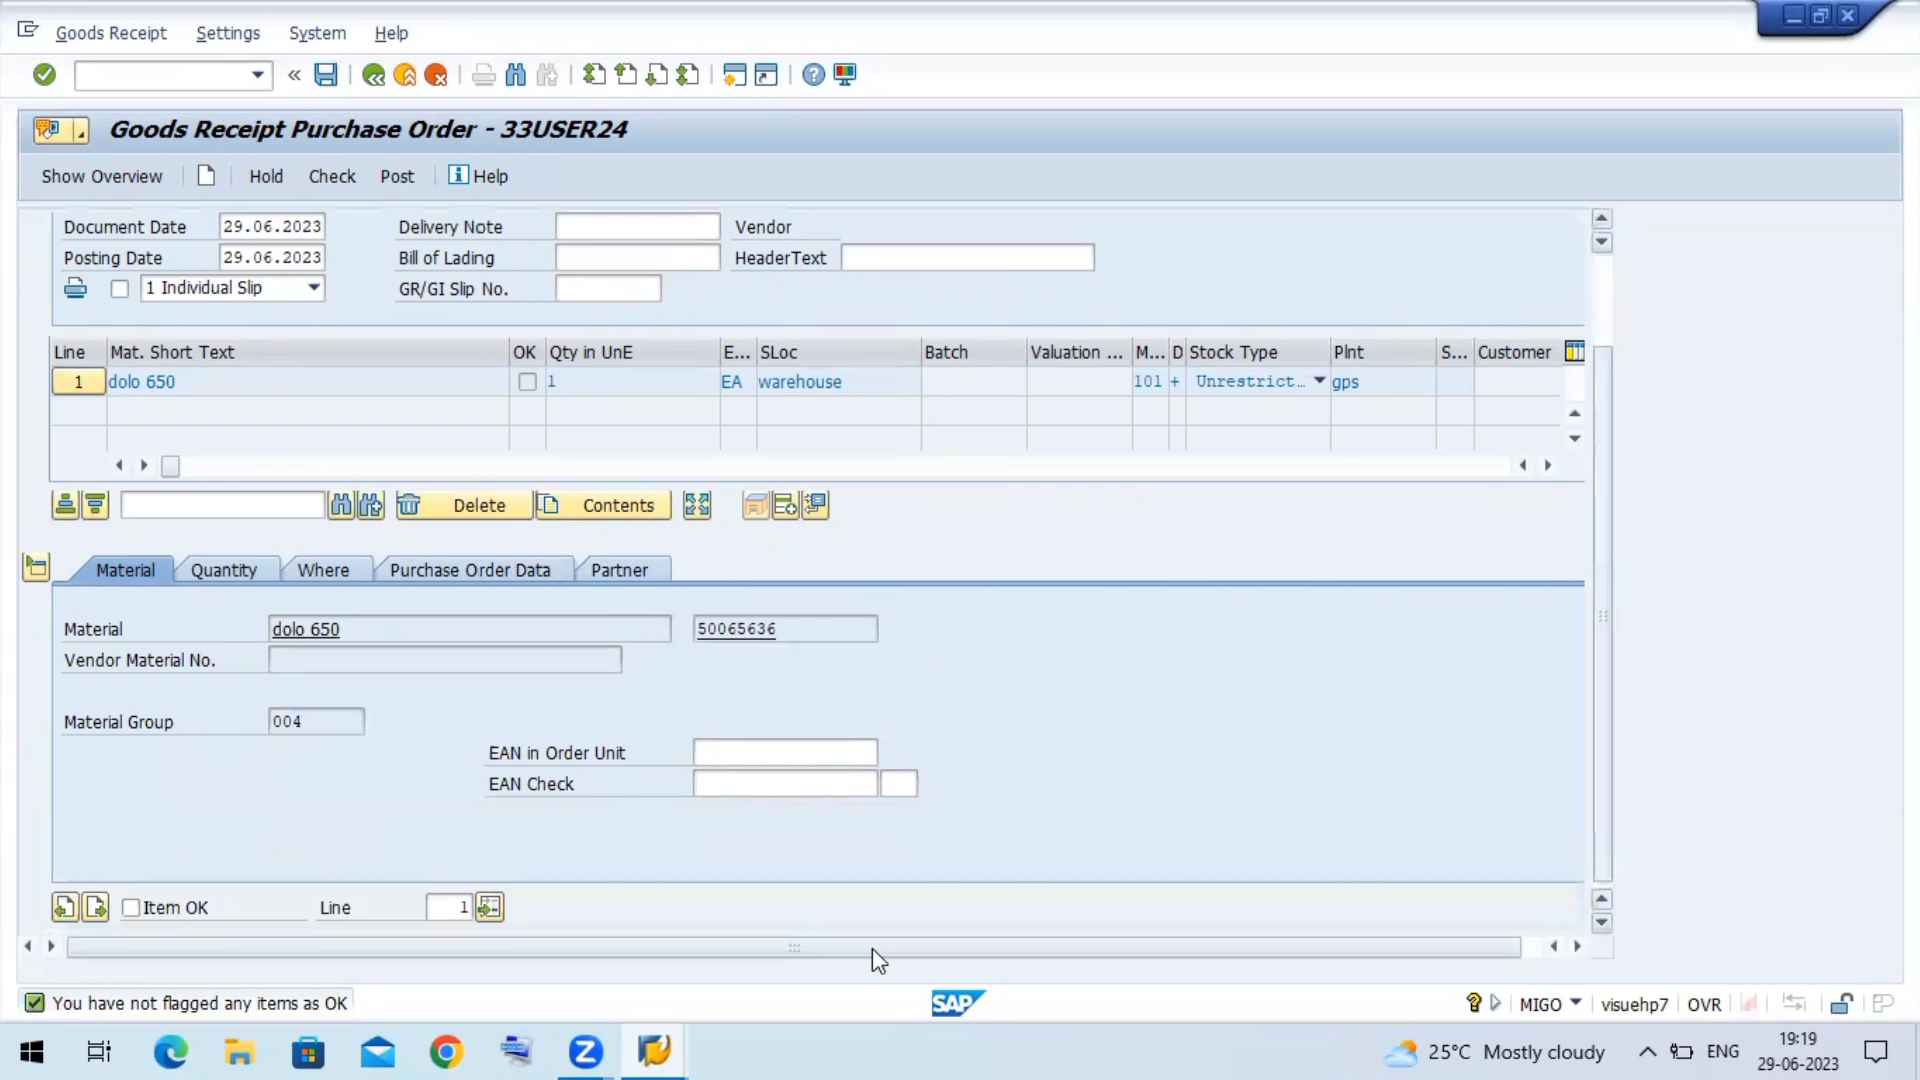 Goods Receipt Settings System Help
Goods Receipt Purchase Order - 33USER24
Show Overview Hold Check Post Help
Document Date 29.06.2023 Delivery Note Vendor
Posting Date 29.06.2023 Bill of Lading HeaderText
1 Individual Slip GR/GI Slip No.
Line Mat. Short Text OK Qty in UnE E... SLoc Batch Valuation ... M... D Stock Type Plnt S... Customer
1 dolo 650 1 EA warehouse 101 + Unrestrict... gps
Delete Contents
Material Quantity Where Purchase Order Data Partner
Material dolo 650 50065636
Vendor Material No.
Material Group 004
EAN in Order Unit
EAN Check
Item OK Line 1
You have not flagged any items as OK SAP MIGO visuehp7 OVR
25°C Mostly cloudy ENG 19:19
29-06-2023